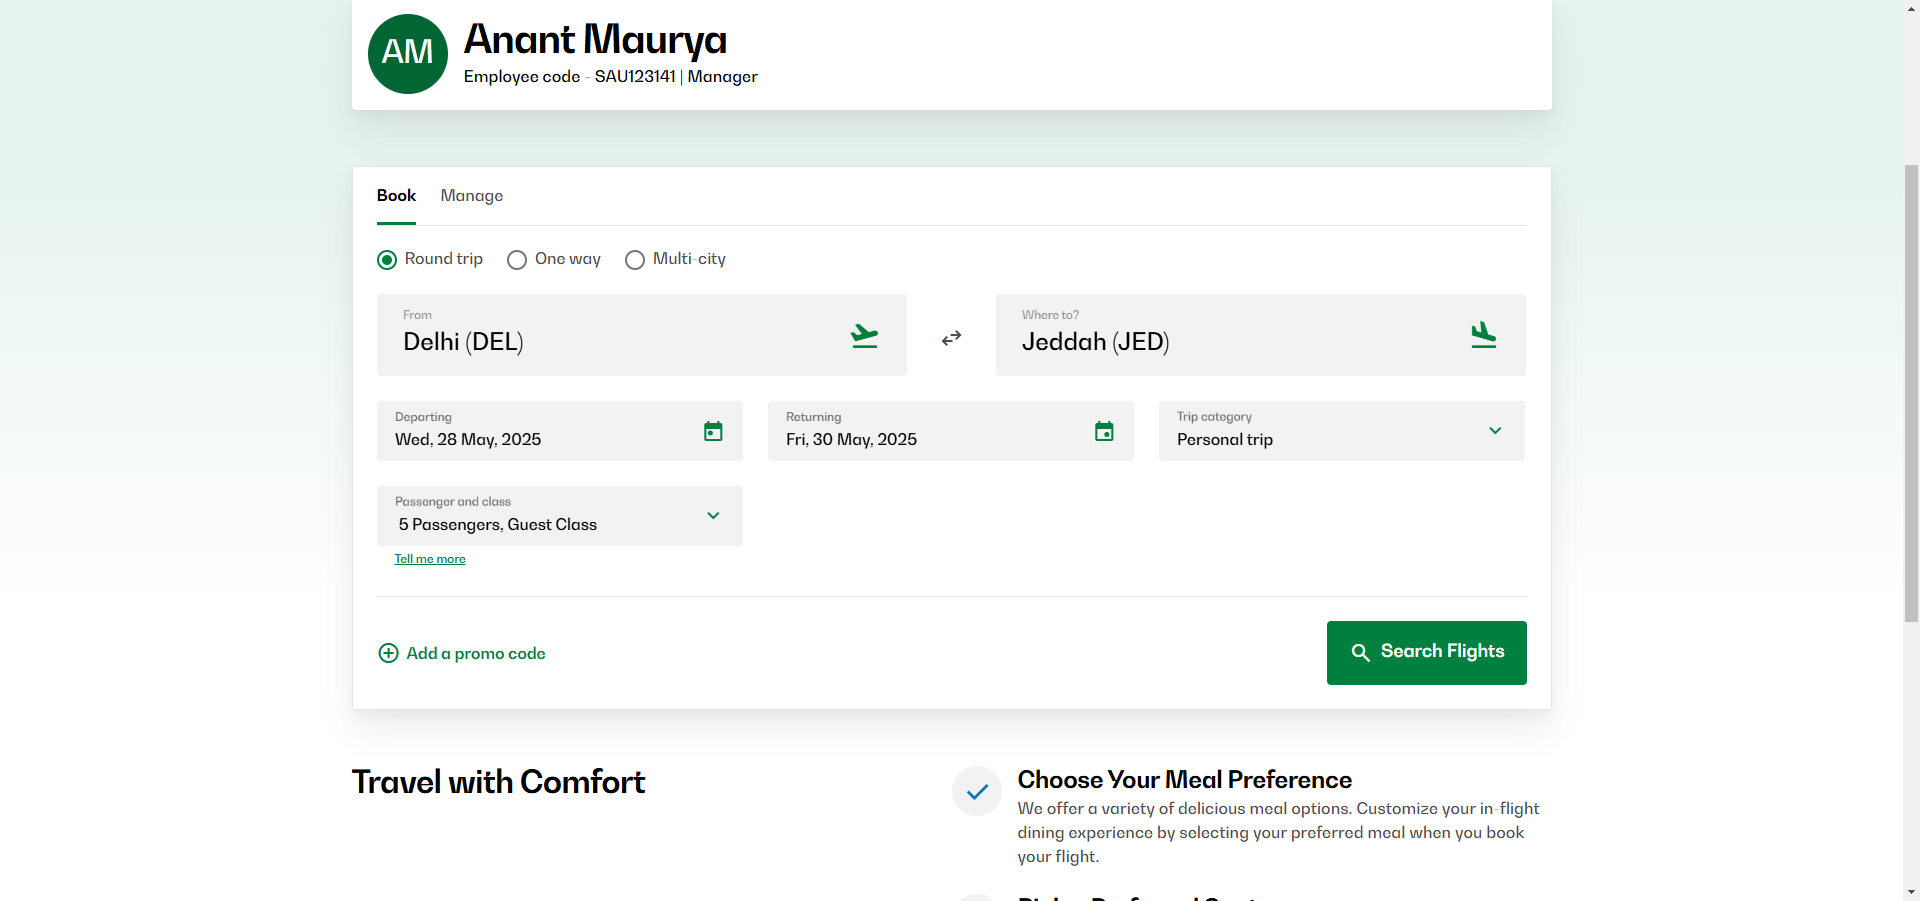 AM
Anant Maurya
Employee code - SAU123141 | Manager
Book
Manage
Round trip
One way
Multi-city
From
Delhi (DEL)
Where to?
Jeddah (JED)
Departing
Wed, 28 May, 2025
Returning
Fri, 30 May, 2025
Trip category
Personal trip
Passenger and class
5 Passengers, Guest Class
Tell me more
Add a promo code
Search Flights
Travel with Comfort
Choose Your Meal Preference
We offer a variety of delicious meal options. Customize your in-flight
dining experience by selecting your preferred meal when you book
your flight.